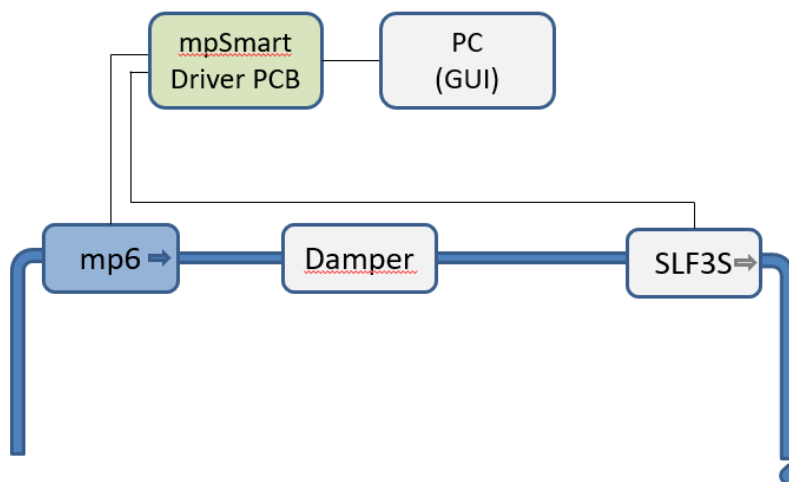 mpSmart
Driver PCB
PC
(GUI)
mp6
Damper
SLF3S